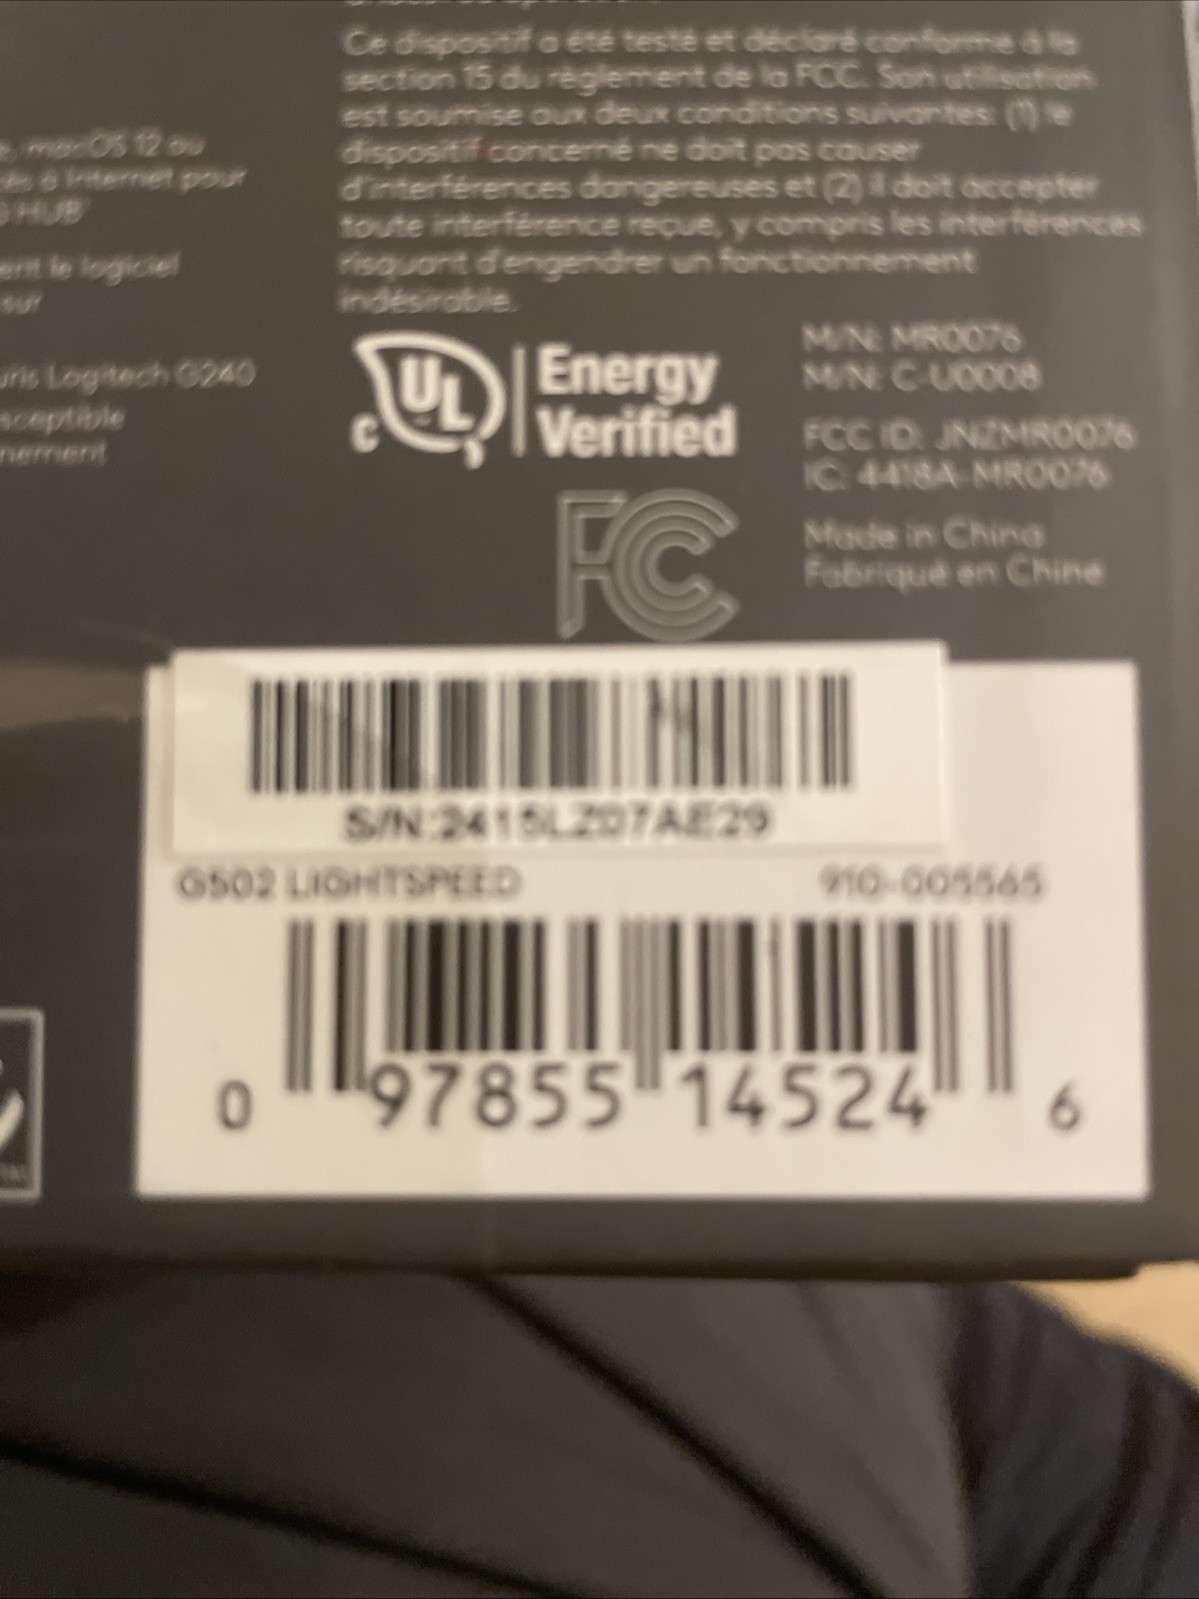 Ce dispositif a été testé et déclaré conforme à la
section 15 du règlement de la FCC. Son utilisation
est soumise aux deux conditions suivantes: (1) le
dispositif concerné ne doit pas causer
d'interférences dangereuses et (2) il doit accepter
toute interférence reçue, y compris les interférences
risquant d'engendrer un fonctionnement
indésirable.
macOS 12 ou
à Internet pour
HUB
le logiciel
sur
Logitech G240
UL
C
Energy
Verified
FC
M/N: MR0076
M/N: C-U0008
FCC ID: JNZMR0076
IC: 4418A-MR0076
Made in China
Fabriqué en Chine
S/N:2415LZ07AE29
G502 LIGHTSPEED 910-005565
0 97855 14524 6